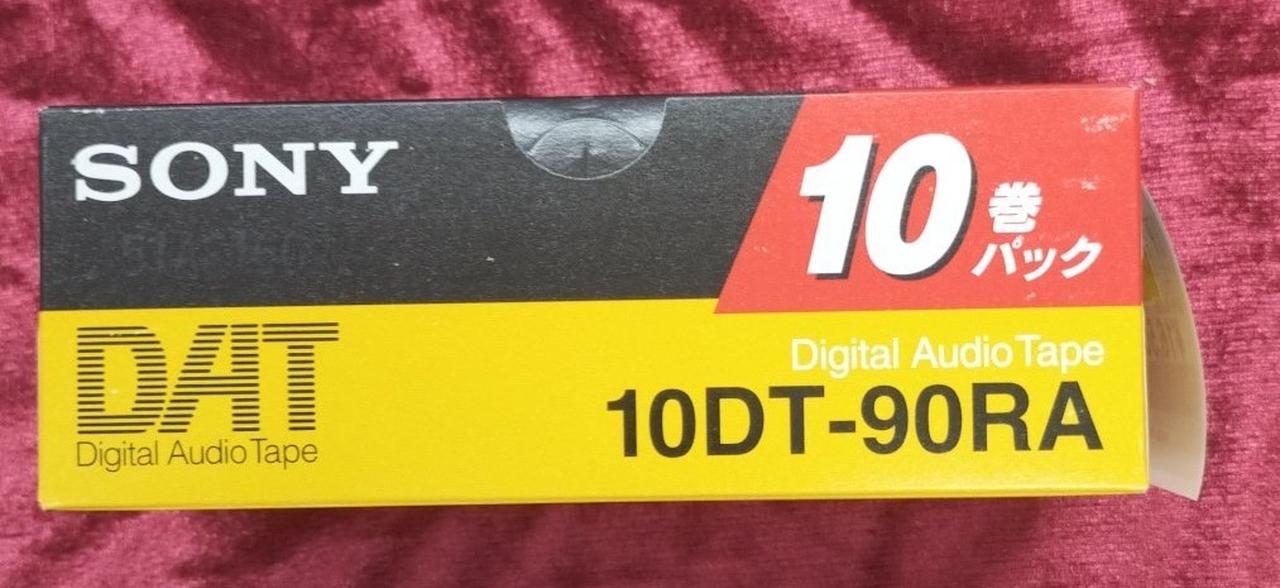 SONY
10
巻
パック
DAT
Digital Audio Tape
Digital Audio Tape
10DT-90RA